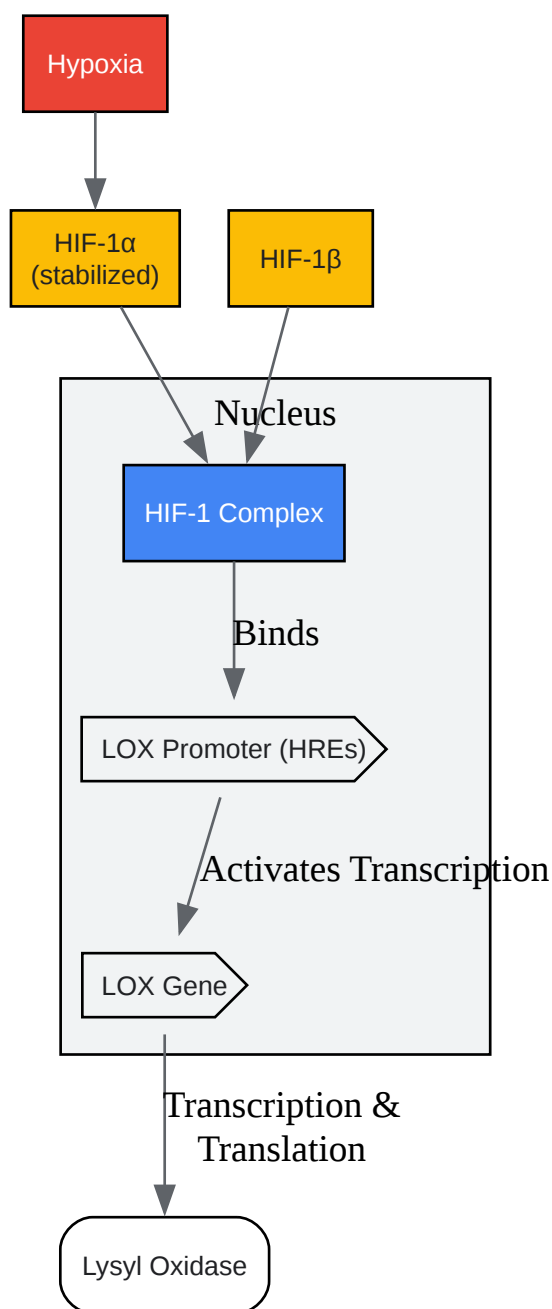 Hypoxia
HIF-1α
(stabilized)
HIF-1β
Nucleus
HIF-1 Complex
Binds
LOX Promoter (HREs)
Activates Transcription
LOX Gene
Transcription &
Translation
Lysyl Oxidase